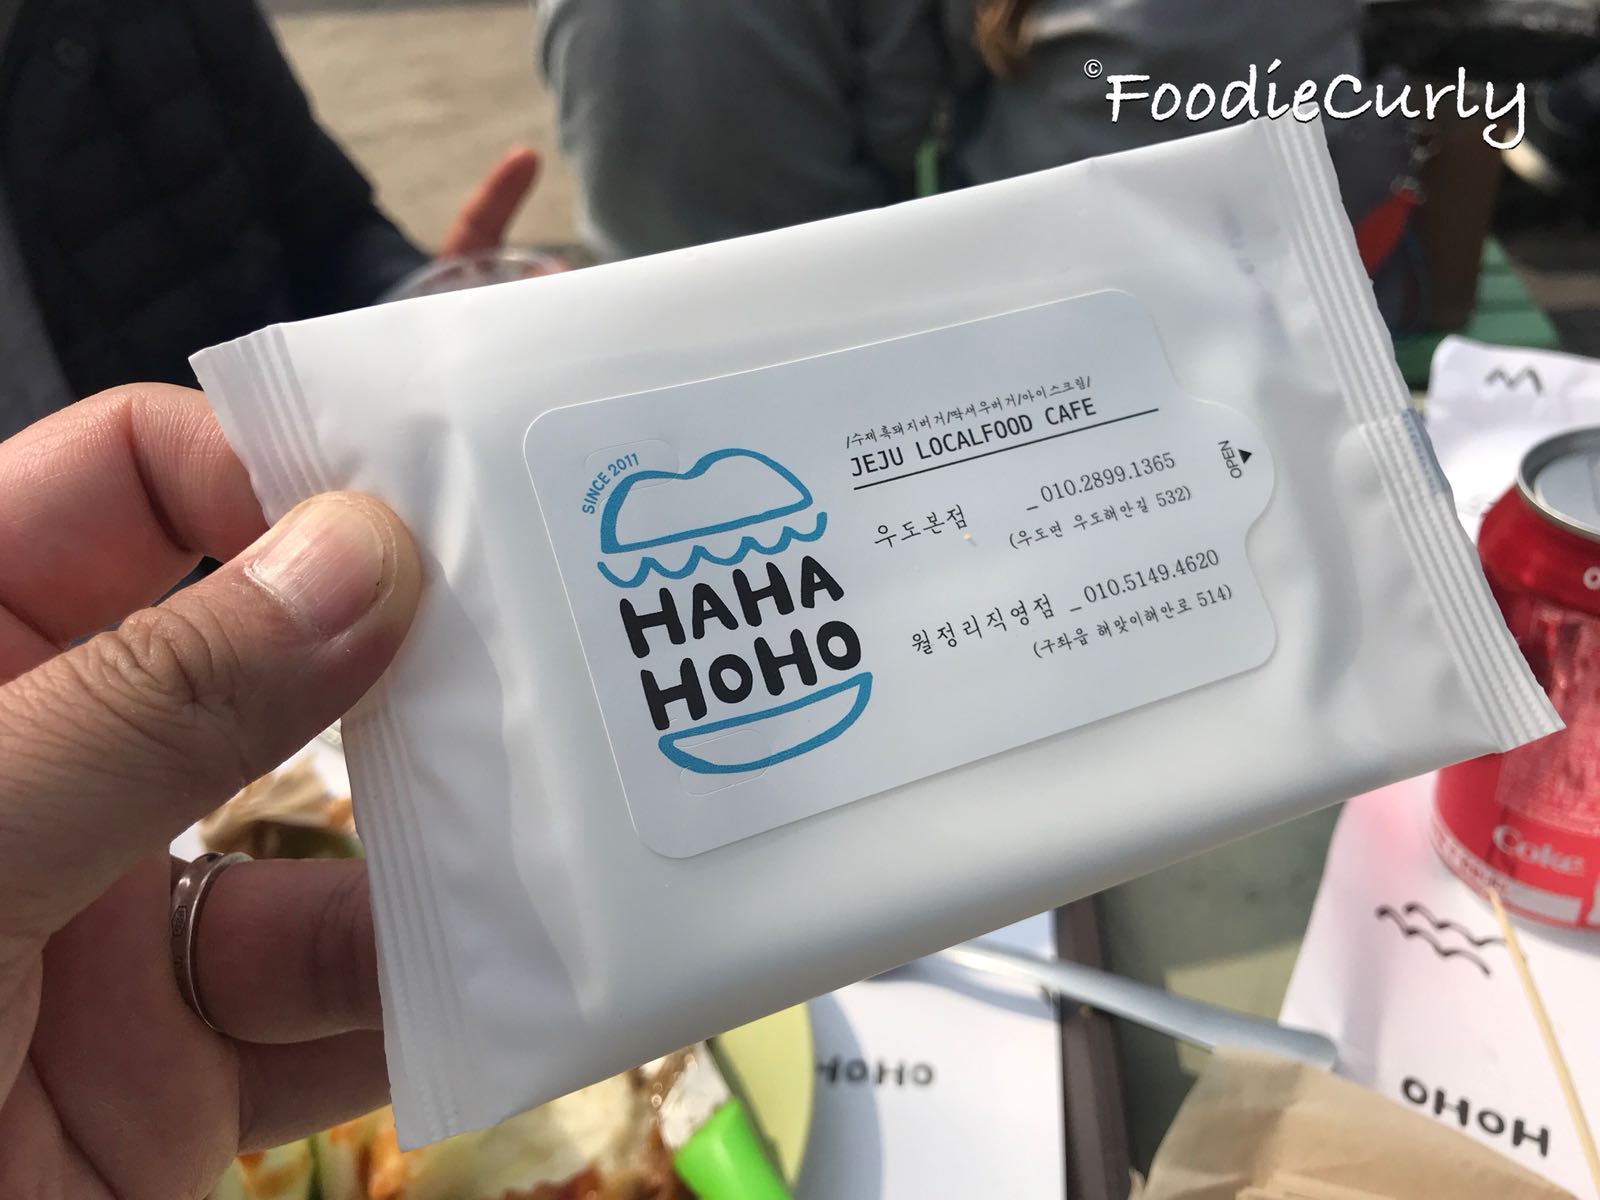 ©FoodieCurly
SINCE 2011
HAHA
HOHO
/수제흑돼지버거/딱새우버거/아이스크림/
JEJU LOCALFOOD CAFE
우도본점 _010.2899.1365
(우도면 우도해안길 532)
월정리직영점 _010.5149.4620
(구좌읍 해맞이해안로 514)
OPEN
Coke
HOHO
HOHO